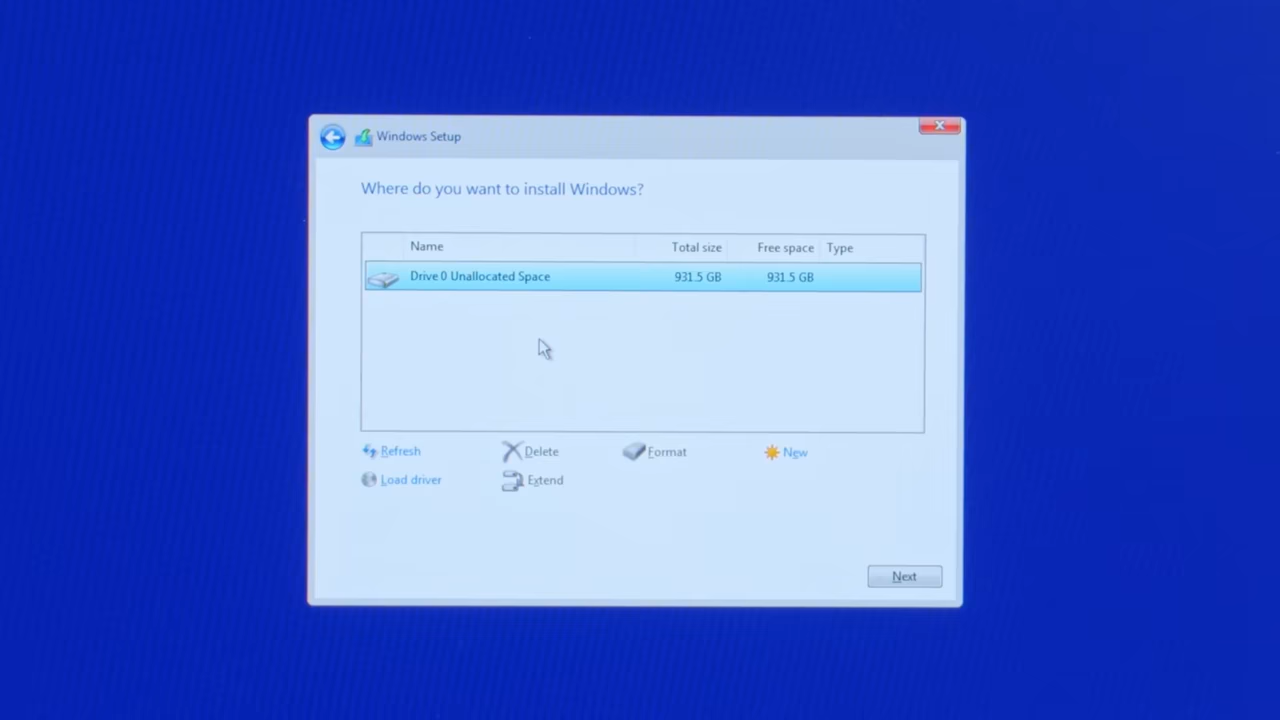 Windows Setup
Where do you want to install Windows?
Name Total size Free space Type
Drive 0 Unallocated Space 931.5 GB 931.5 GB
Refresh Delete Format New
Load driver Extend
Next